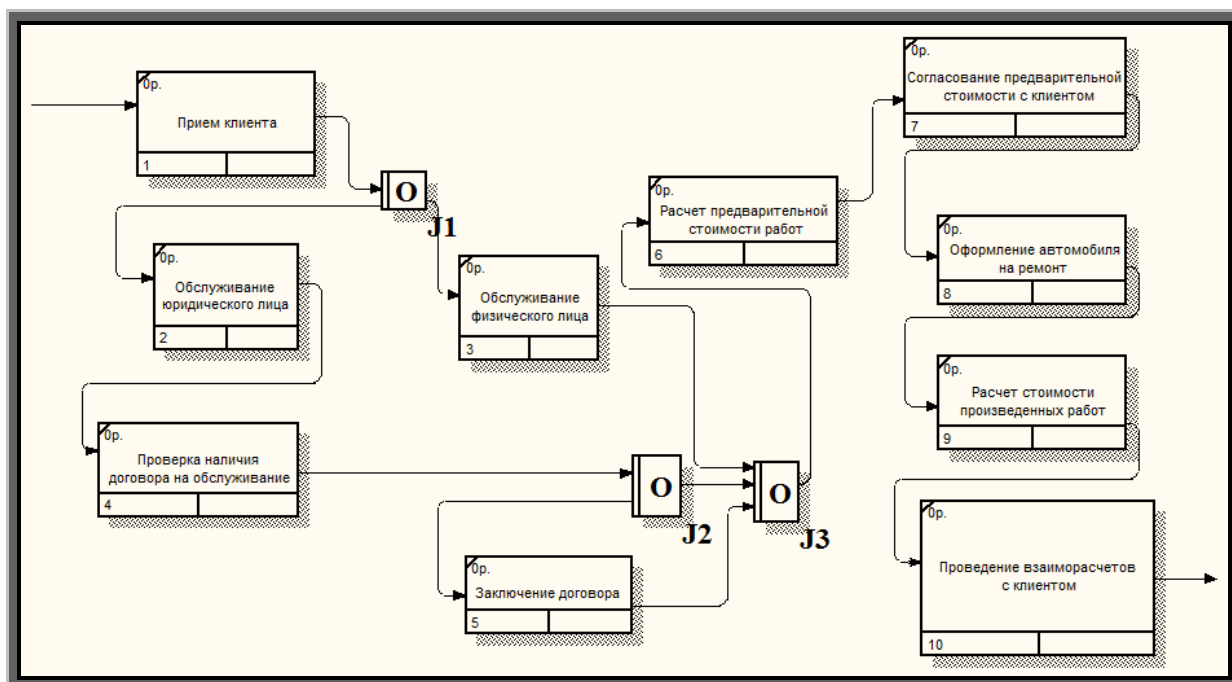 0р.
Прием клиента
1
O
J1
0р.
Обслуживание
юридического лица
2
0р.
Обслуживание
физического лица
3
0р.
Проверка наличия
договора на обслуживание
4
O
J2
0р.
Заключение договора
5
O
J3
0р.
Расчет предварительной
стоимости работ
6
0р.
Согласование предварительной
стоимости с клиентом
7
0р.
Оформление автомобиля
на ремонт
8
0р.
Расчет стоимости
произведенных работ
9
0р.
Проведение взаиморасчетов
с клиентом
10